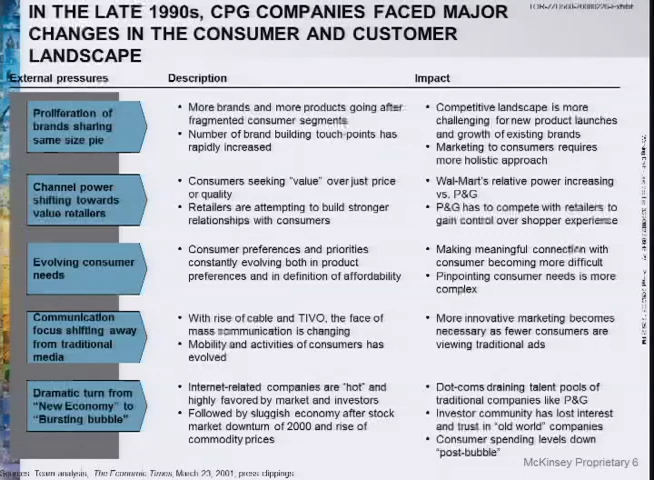 IN THE LATE 1990s, CPG COMPANIES FACED MAJOR
CHANGES IN THE CONSUMER AND CUSTOMER
LANDSCAPE
External pressures
Description
Impact
Proliferation of
brands sharing
same size pie
• More brands and more products going after
fragmented consumer segments
• Number of brand building touch-points has
rapidly increased
• Competitive landscape is more
challenging for new product launches
and growth of existing brands
• Marketing to consumers requires
more holistic approach
Channel power
shifting towards
value retailers
• Consumers seeking "value" over just price
or quality
• Retailers are attempting to build stronger
relationships with consumers
• Wal-Mart's relative power increasing
vs. P&G
• P&G has to compete with retailers to
gain control over shopper experience
Evolving consumer
needs
• Consumer preferences and priorities
constantly evolving both in product
preferences and in definition of affordability
• Making meaningful connection with
consumer becoming more difficult
• Pinpointing consumer needs is more
complex
Communication
focus shifting away
from traditional
media
• With rise of cable and TIVO, the face of
mass communication is changing
• Mobility and activities of consumers has
evolved
• More innovative marketing becomes
necessary as fewer consumers are
viewing traditional ads
Dramatic turn from
"New Economy" to
"Bursting bubble"
• Internet-related companies are "hot" and
highly favored by market and investors
• Followed by sluggish economy after stock
market downturn of 2000 and rise of
commodity prices
• Dot-coms draining talent pools of
traditional companies like P&G
• Investor community has lost interest
and trust in "old world" companies
• Consumer spending levels down
"post-bubble"
McKinsey Proprietary 6
Sources: Team analysis, The Economic Times, March 23, 2001, press clippings